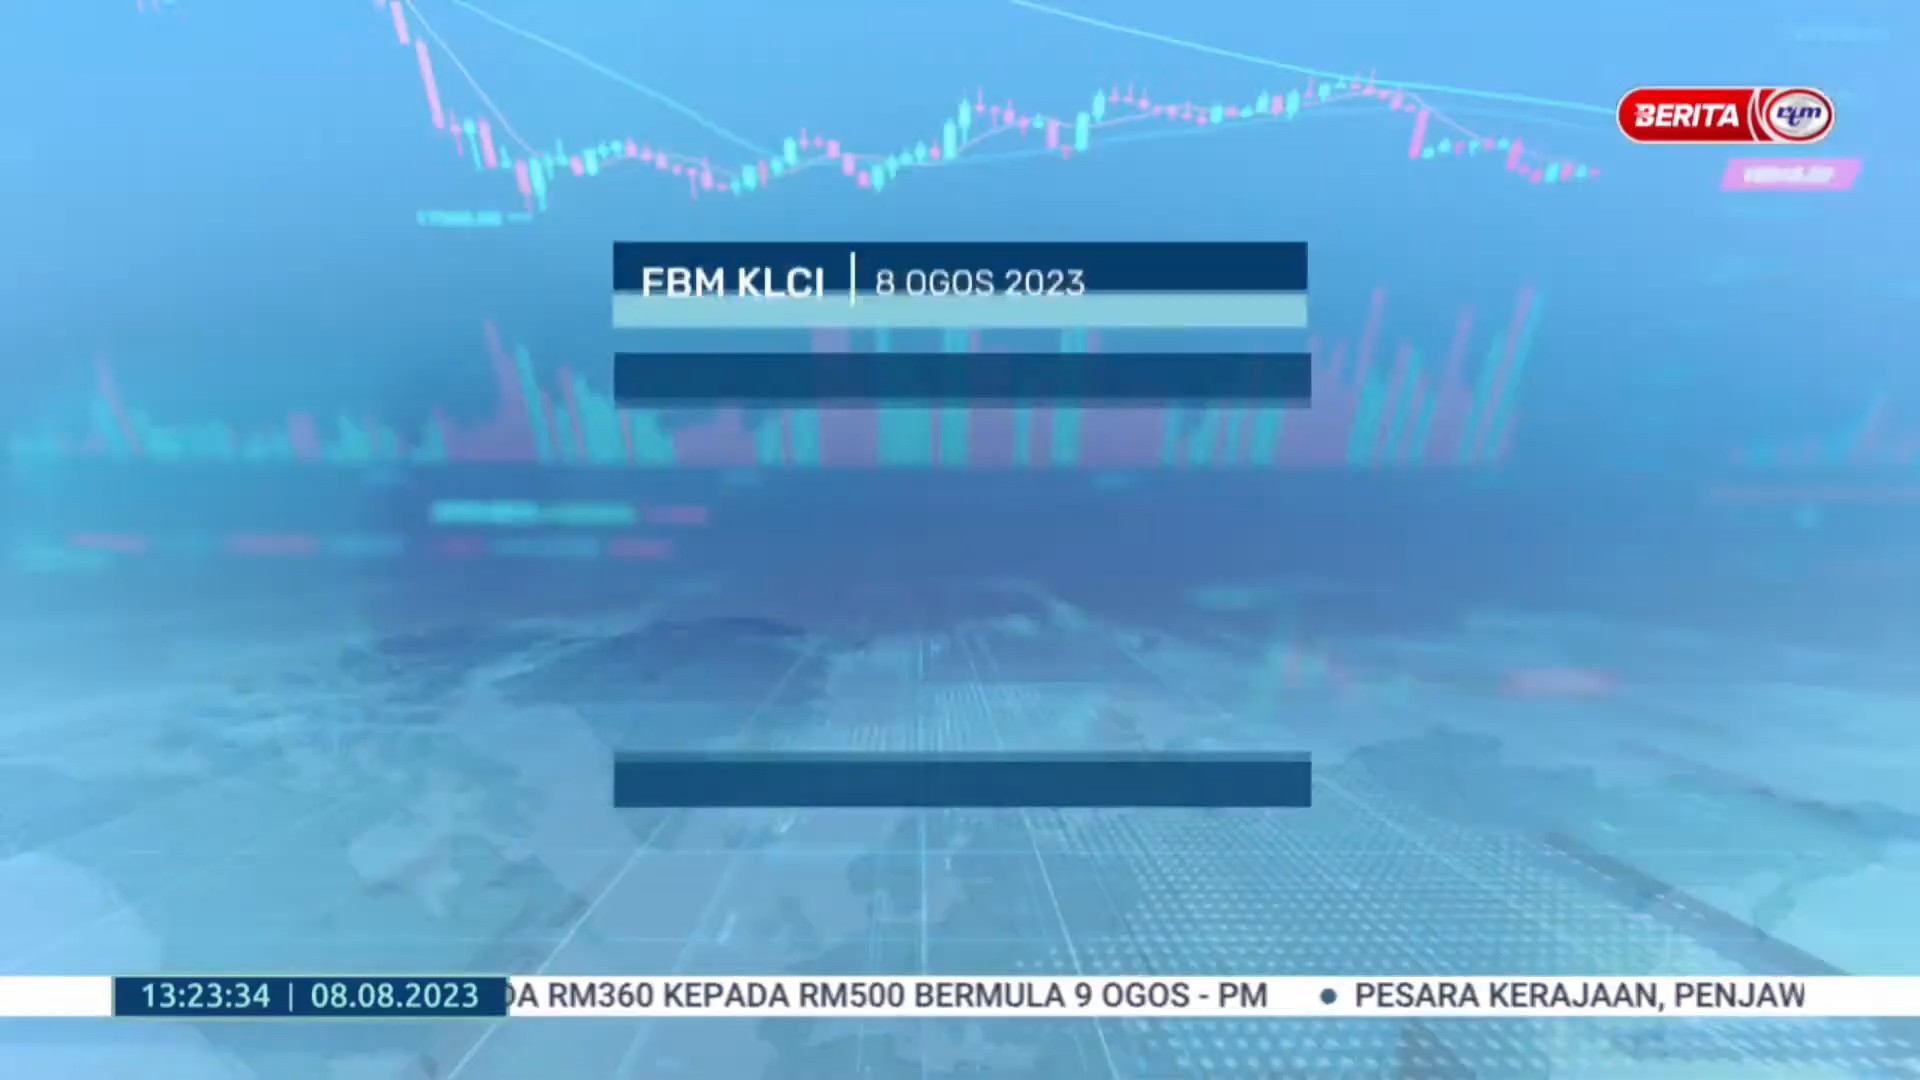 BERITA rtm
FBM KLCI | 8 OGOS 2023
13:23:34 | 08.08.2023 DA RM360 KEPADA RM500 BERMULA 9 OGOS - PM • PESARA KERAJAAN, PENJAW